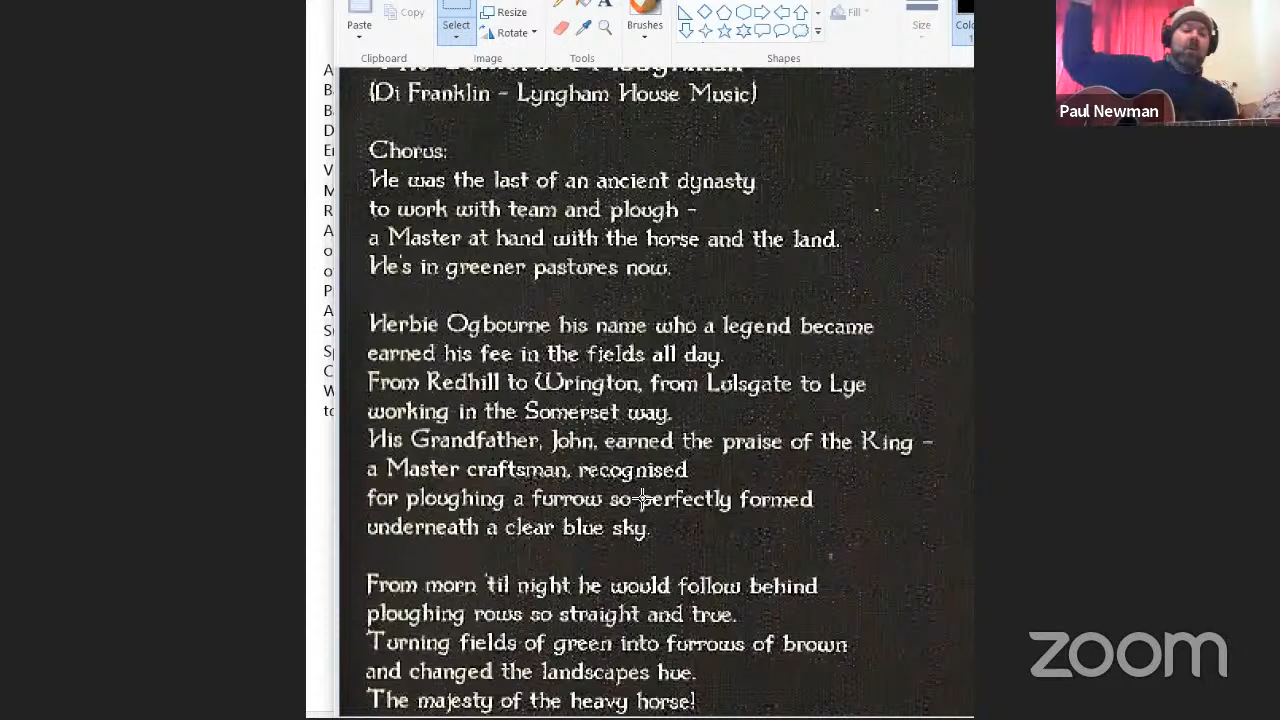 Paste
Copy
Select
Resize
Rotate
Brushes
Fill
Size
Clipboard
Image
Tools
Shapes
Paul Newman
(Di Franklin - Lyngham House Music)
Chorus:
He was the last of an ancient dynasty
to work with team and plough -
a Master at hand with the horse and the land.
He's in greener pastures now.
Herbie Ogbourne his name who a legend became
earned his fee in the fields all day.
From Redhill to Wrington, from Lulsgate to Lye
working in the Somerset way.
His Grandfather, John, earned the praise of the King -
a Master craftsman, recognised
for ploughing a furrow so perfectly formed
underneath a clear blue sky.
From morn 'til night he would follow behind
ploughing rows so straight and true.
Turning fields of green into furrows of brown
and changed the landscapes hue.
The majesty of the heavy horse!
zoom